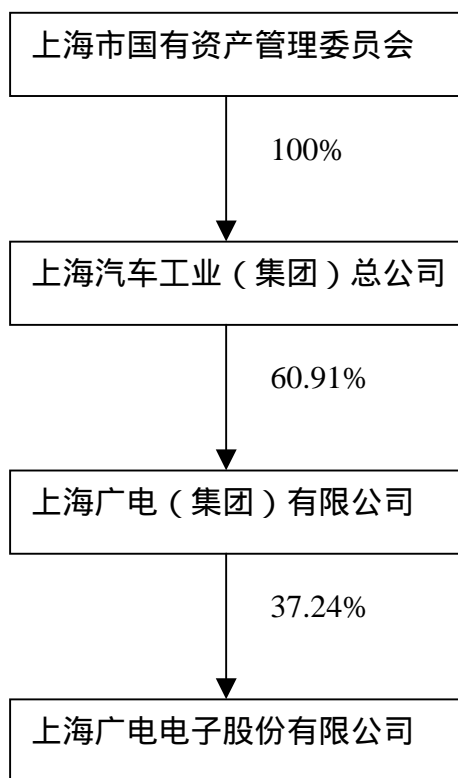 上海市国有资产管理委员会
100%
上海汽车工业（集团）总公司
60.91%
上海广电（集团）有限公司
37.24%
上海广电电子股份有限公司